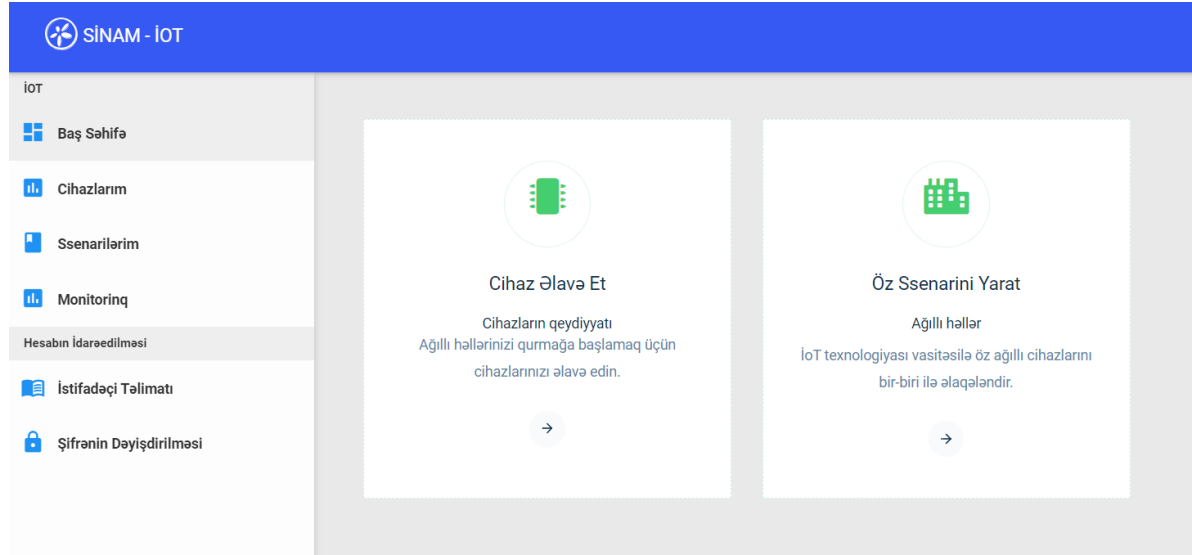 SİNAM - İOT
İOT
Baş Səhifə
Cihazlarım
Ssenarilərim
Monitorinq
Hesabın İdarəedilməsi
İstifadəçi Təlimatı
Şifrənin Dəyişdirilməsi
Cihaz Əlavə Et
Cihazların qeydiyyatı
Ağıllı həllərinizi qurmağa başlamaq üçün
cihazlarınızı əlavə edin.
Öz Ssenarini Yarat
Ağıllı həllər
İoT texnologiyası vasitəsilə öz ağıllı cihazlarını
bir-biri ilə əlaqələndir.